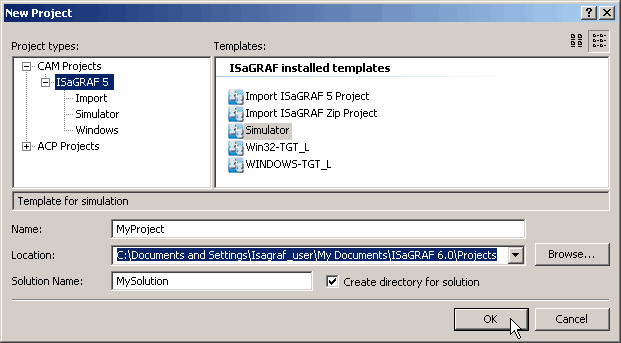 New Project
Project types:
Templates:
CAM Projects
ISaGRAF 5
Import
Simulator
Windows
ACP Projects
ISaGRAF installed templates
Import ISaGRAF 5 Project
Import ISaGRAF Zip Project
Simulator
Win32-TGT_L
WINDOWS-TGT_L
Template for simulation
Name:
MyProject
Location:
C:\Documents and Settings\Isagraf_user\My Documents\ISaGRAF 6.0\Projects
Browse...
Solution Name:
MySolution
Create directory for solution
OK
Cancel